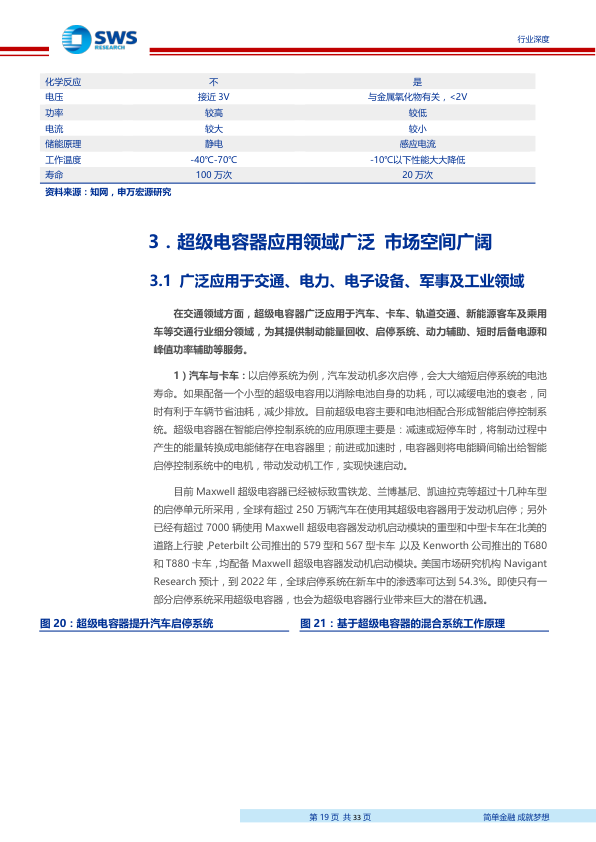 SWS
RESEARCH
行业深度
化学反应 不 是
电压 接近 3V 与金属氧化物有关，<2V
功率 较高 较低
电流 较大 较小
储能原理 静电 感应电流
工作温度 -40℃-70℃ -10℃以下性能大大降低
寿命 100 万次 20 万次
资料来源：知网，申万宏源研究
3．超级电容器应用领域广泛 市场空间广阔
3.1 广泛应用于交通、电力、电子设备、军事及工业领域
在交通领域方面，超级电容器广泛应用于汽车、卡车、轨道交通、新能源客车及乘用
车等交通行业细分领域，为其提供制动能量回收、启停系统、动力辅助、短时后备电源和
峰值功率辅助等服务。
1）汽车与卡车：以启停系统为例，汽车发动机多次启停，会大大缩短启停系统的电池
寿命。如果配备一个小型的超级电容用以消除电池自身的功耗，可以减缓电池的衰老，同
时有利于车辆节省油耗，减少排放。目前超级电容主要和电池相配合形成智能启停控制系
统。超级电容器在智能启停控制系统的应用原理主要是：减速或短停车时，将制动过程中
产生的能量转换成电能储存在电容器里；前进或加速时，电容器则将电能瞬间输出给智能
启停控制系统中的电机，带动发动机工作，实现快速启动。
目前 Maxwell 超级电容器已经被标致雪铁龙、兰博基尼、凯迪拉克等超过十几种车型
的启停单元所采用，全球有超过 250 万辆汽车在使用其超级电容器用于发动机启停；另外
已经有超过 7000 辆使用 Maxwell 超级电容器发动机启动模块的重型和中型卡车在北美的
道路上行驶，Peterbilt 公司推出的 579 型和 567 型卡车，以及 Kenworth 公司推出的 T680
和 T880 卡车，均配备 Maxwell 超级电容器发动机启动模块。美国市场研究机构 Navigant
Research 预计，到 2022 年，全球启停系统在新车中的渗透率可达到 54.3%。即使只有一
部分启停系统采用超级电容器，也会为超级电容器行业带来巨大的潜在机遇。
图 20：超级电容器提升汽车启停系统 图 21：基于超级电容器的混合系统工作原理
第 19 页 共 33 页 简单金融 成就梦想